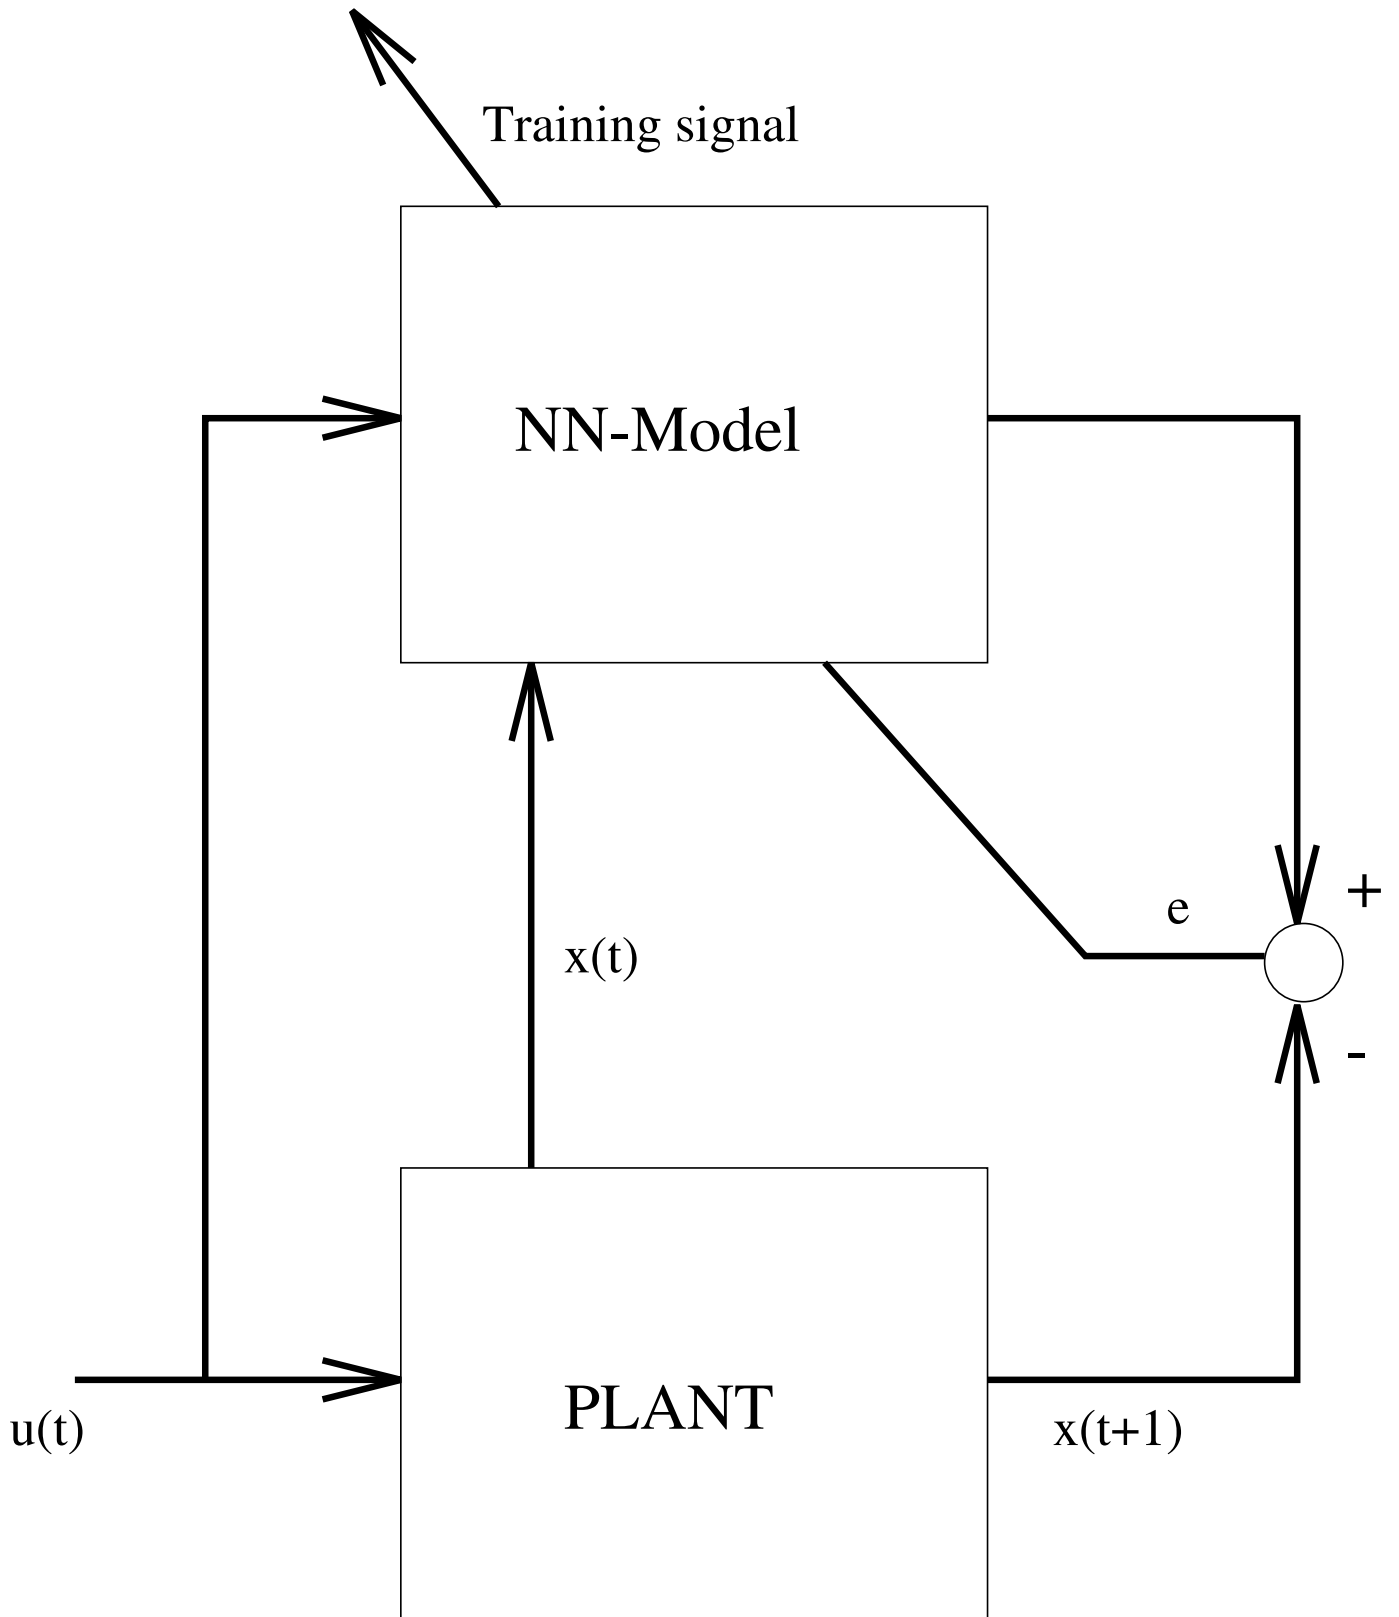 Training signal
NN-Model
+
e
x(t)
-
PLANT
u(t)
x(t+1)